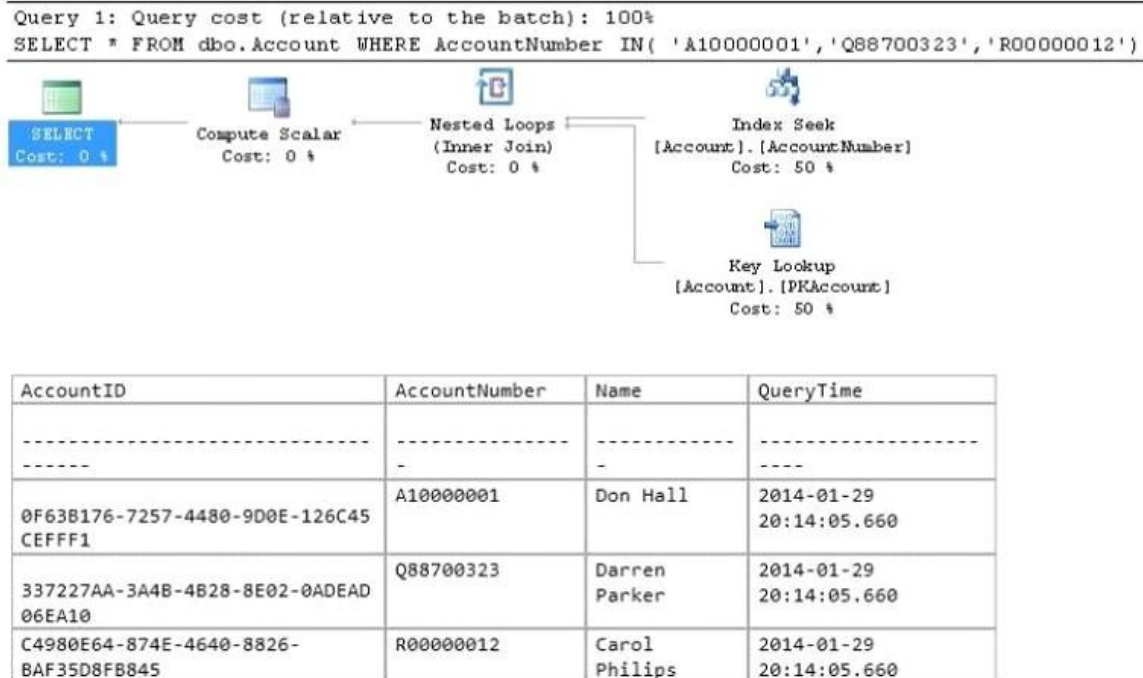 Query 1: Query cost (relative to the batch): 100%
SELECT * FROM dbo.Account WHERE AccountNumber IN( 'A10000001','Q88700323','R00000012')
SELECT
Cost: 0 %
Compute Scalar
Cost: 0 %
Nested Loops
(Inner Join)
Cost: 0 %
Index Seek
[Account].[AccountNumber]
Cost: 50 %
Key Lookup
[Account].[PKAccount]
Cost: 50 %
AccountID AccountNumber Name QueryTime
------------------------------ --------------- ------------ -------------------
------ - - ----
0F63B176-7257-4480-9D0E-126C45
CEFFF1
A10000001
Don Hall
2014-01-29
20:14:05.660
337227AA-3A4B-4B28-8E02-0ADEAD
06EA10
Q88700323
Darren
Parker
2014-01-29
20:14:05.660
C4980E64-874E-4640-8826-
BAF35D8FB845
R00000012
Carol
Philips
2014-01-29
20:14:05.660